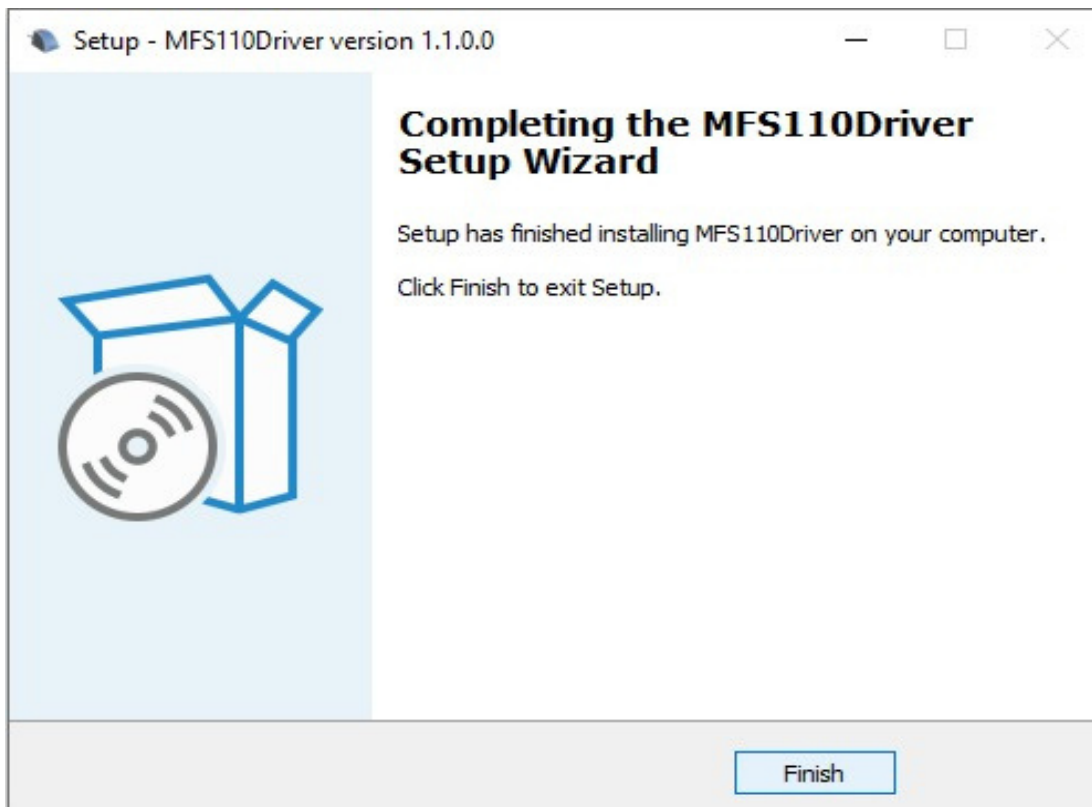 Setup - MFS110Driver version 1.1.0.0
Completing the MFS110Driver
Setup Wizard
Setup has finished installing MFS110Driver on your computer.
Click Finish to exit Setup.
Finish